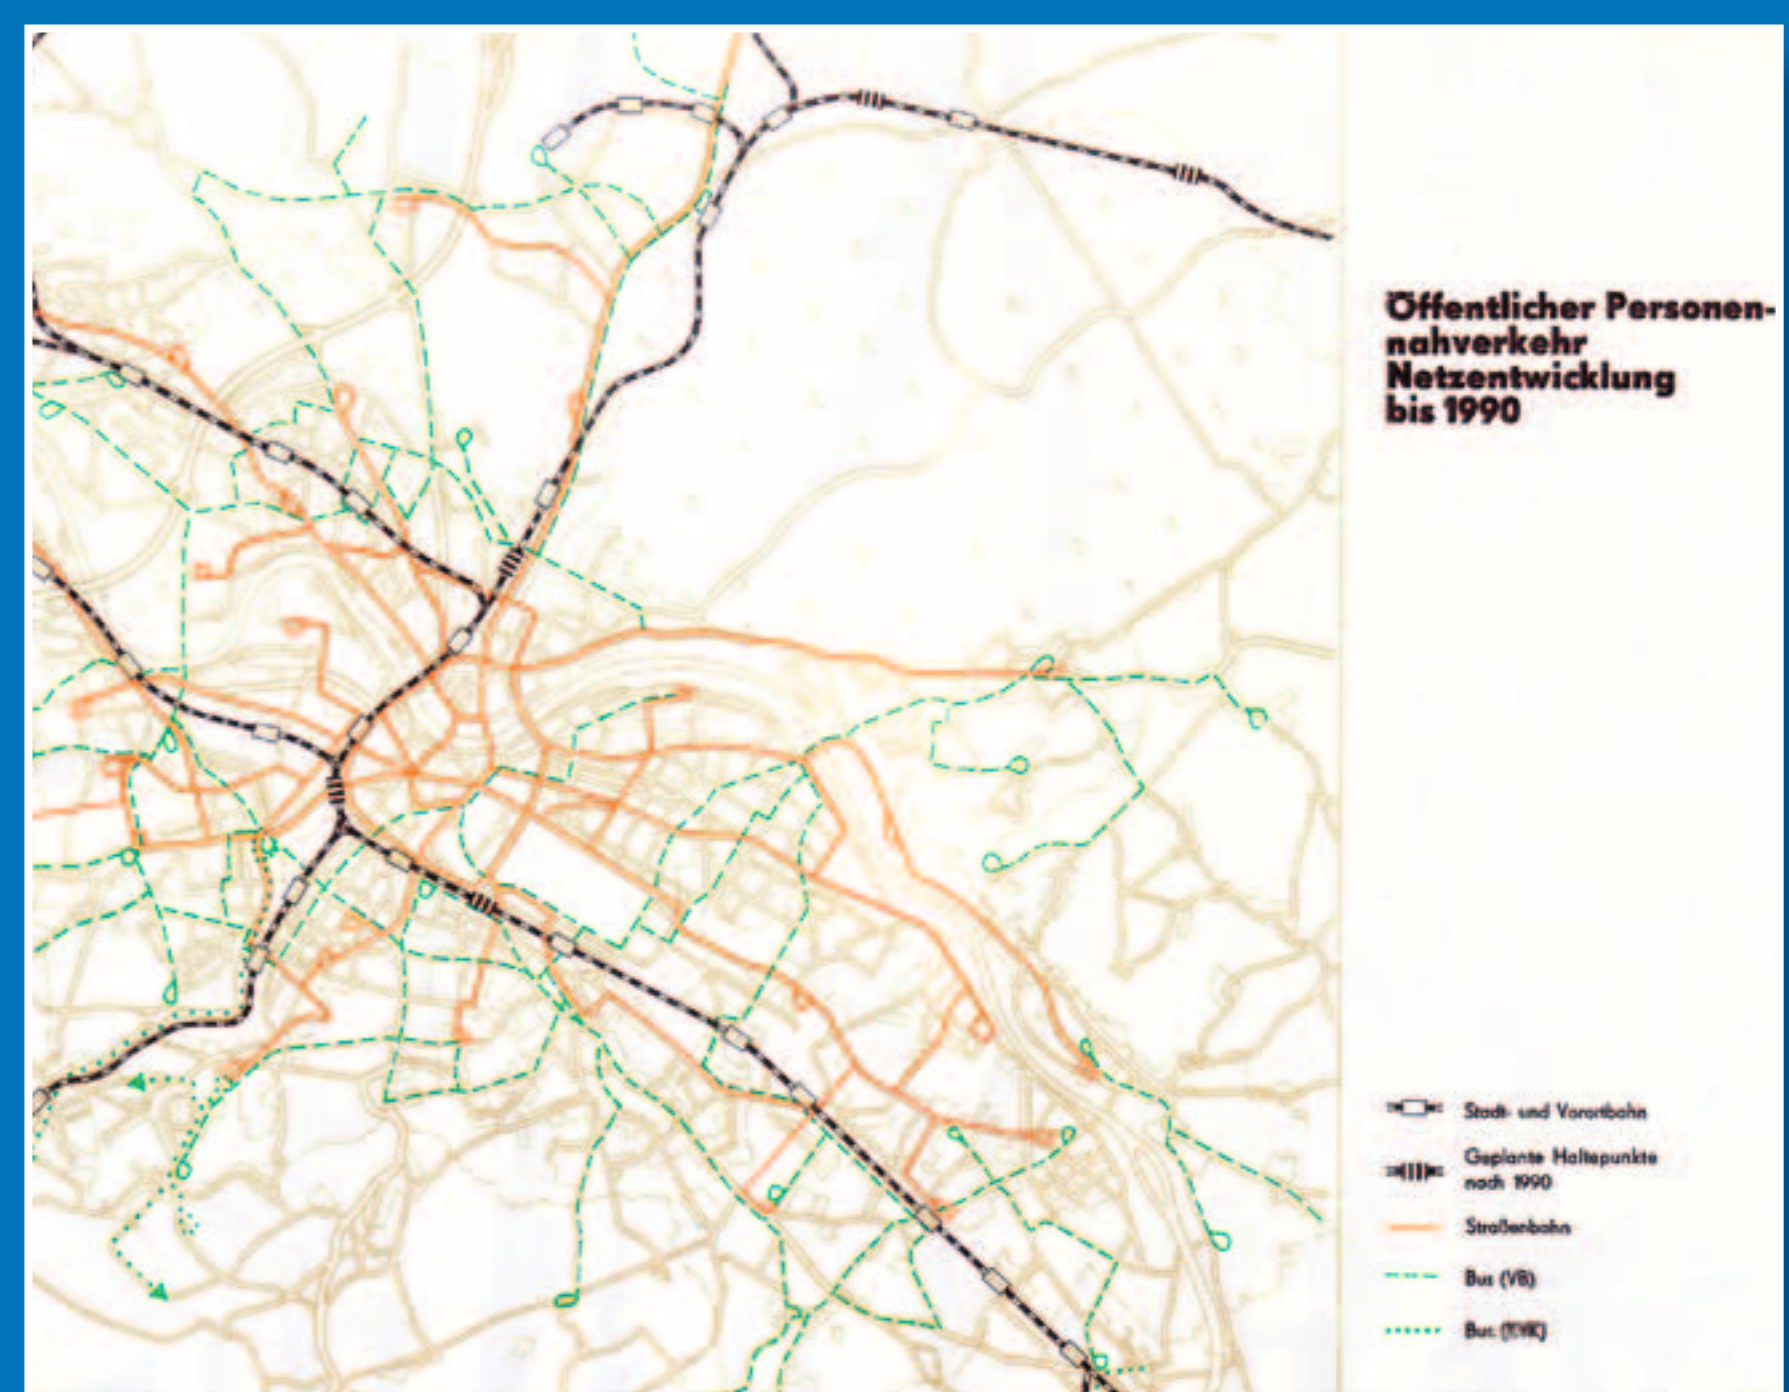 Öffentlicher Personen-
nahverkehr
Netzentwicklung
bis 1990
Stadt- und Vorortbahn
Geplante Haltepunkte
nach 1990
Straßenbahn
Bus (VB)
Bus